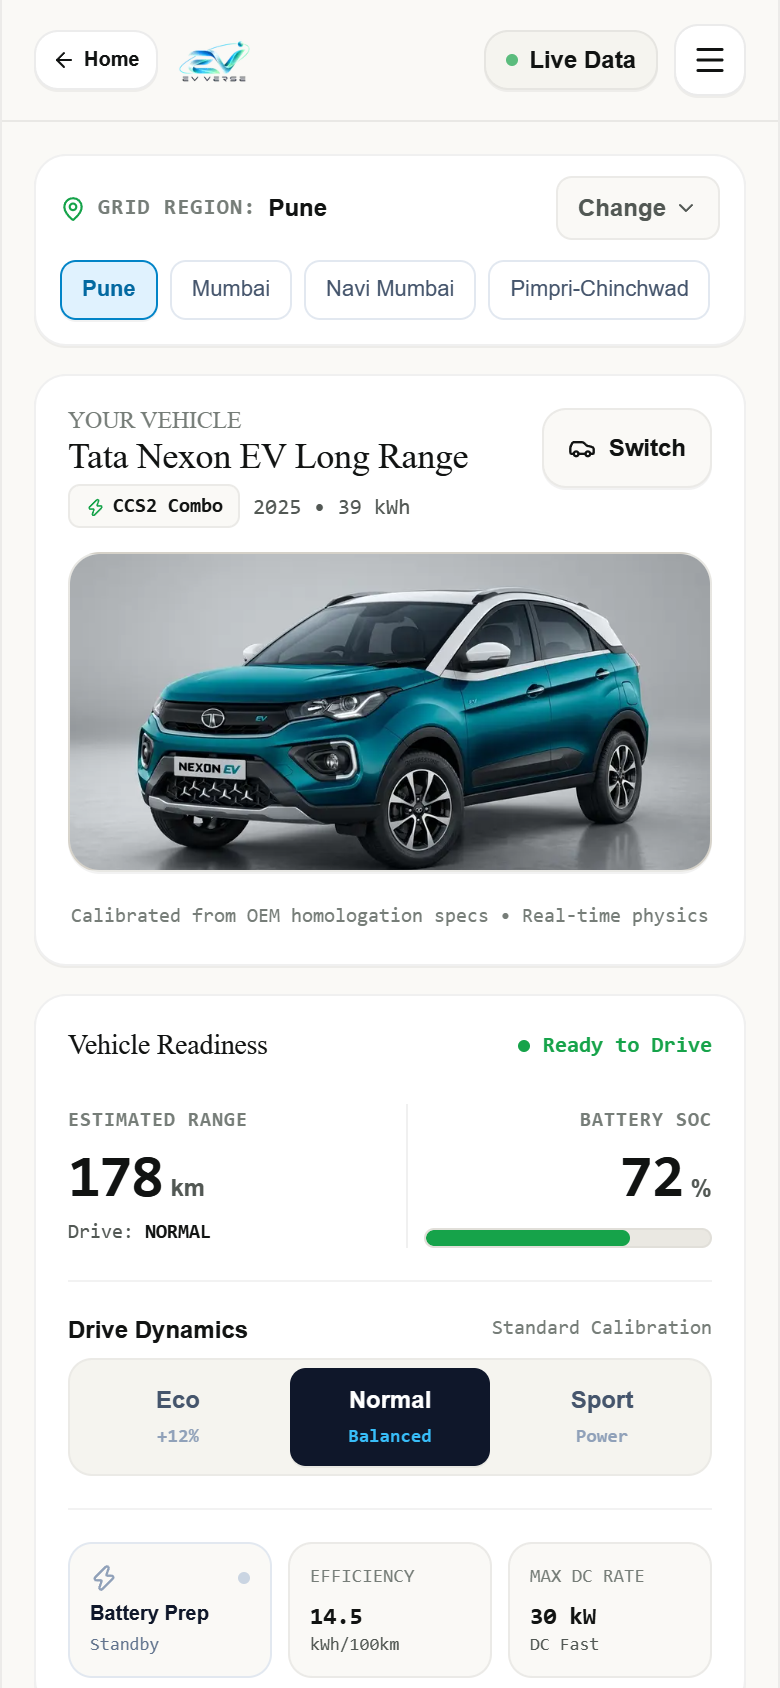 Home
EV VERSE
Live Data
GRID REGION: Pune
Change
Pune
Mumbai
Navi Mumbai
Pimpri-Chinchwad
YOUR VEHICLE
Tata Nexon EV Long Range
Switch
CCS2 Combo
2025 • 39 kWh
EV
NEXON EV
Calibrated from OEM homologation specs • Real-time physics
Vehicle Readiness
Ready to Drive
ESTIMATED RANGE
178 km
Drive: NORMAL
BATTERY SOC
72 %
Drive Dynamics
Standard Calibration
Eco
+12%
Normal
Balanced
Sport
Power
Battery Prep
Standby
EFFICIENCY
14.5
kWh/100km
MAX DC RATE
30 kW
DC Fast